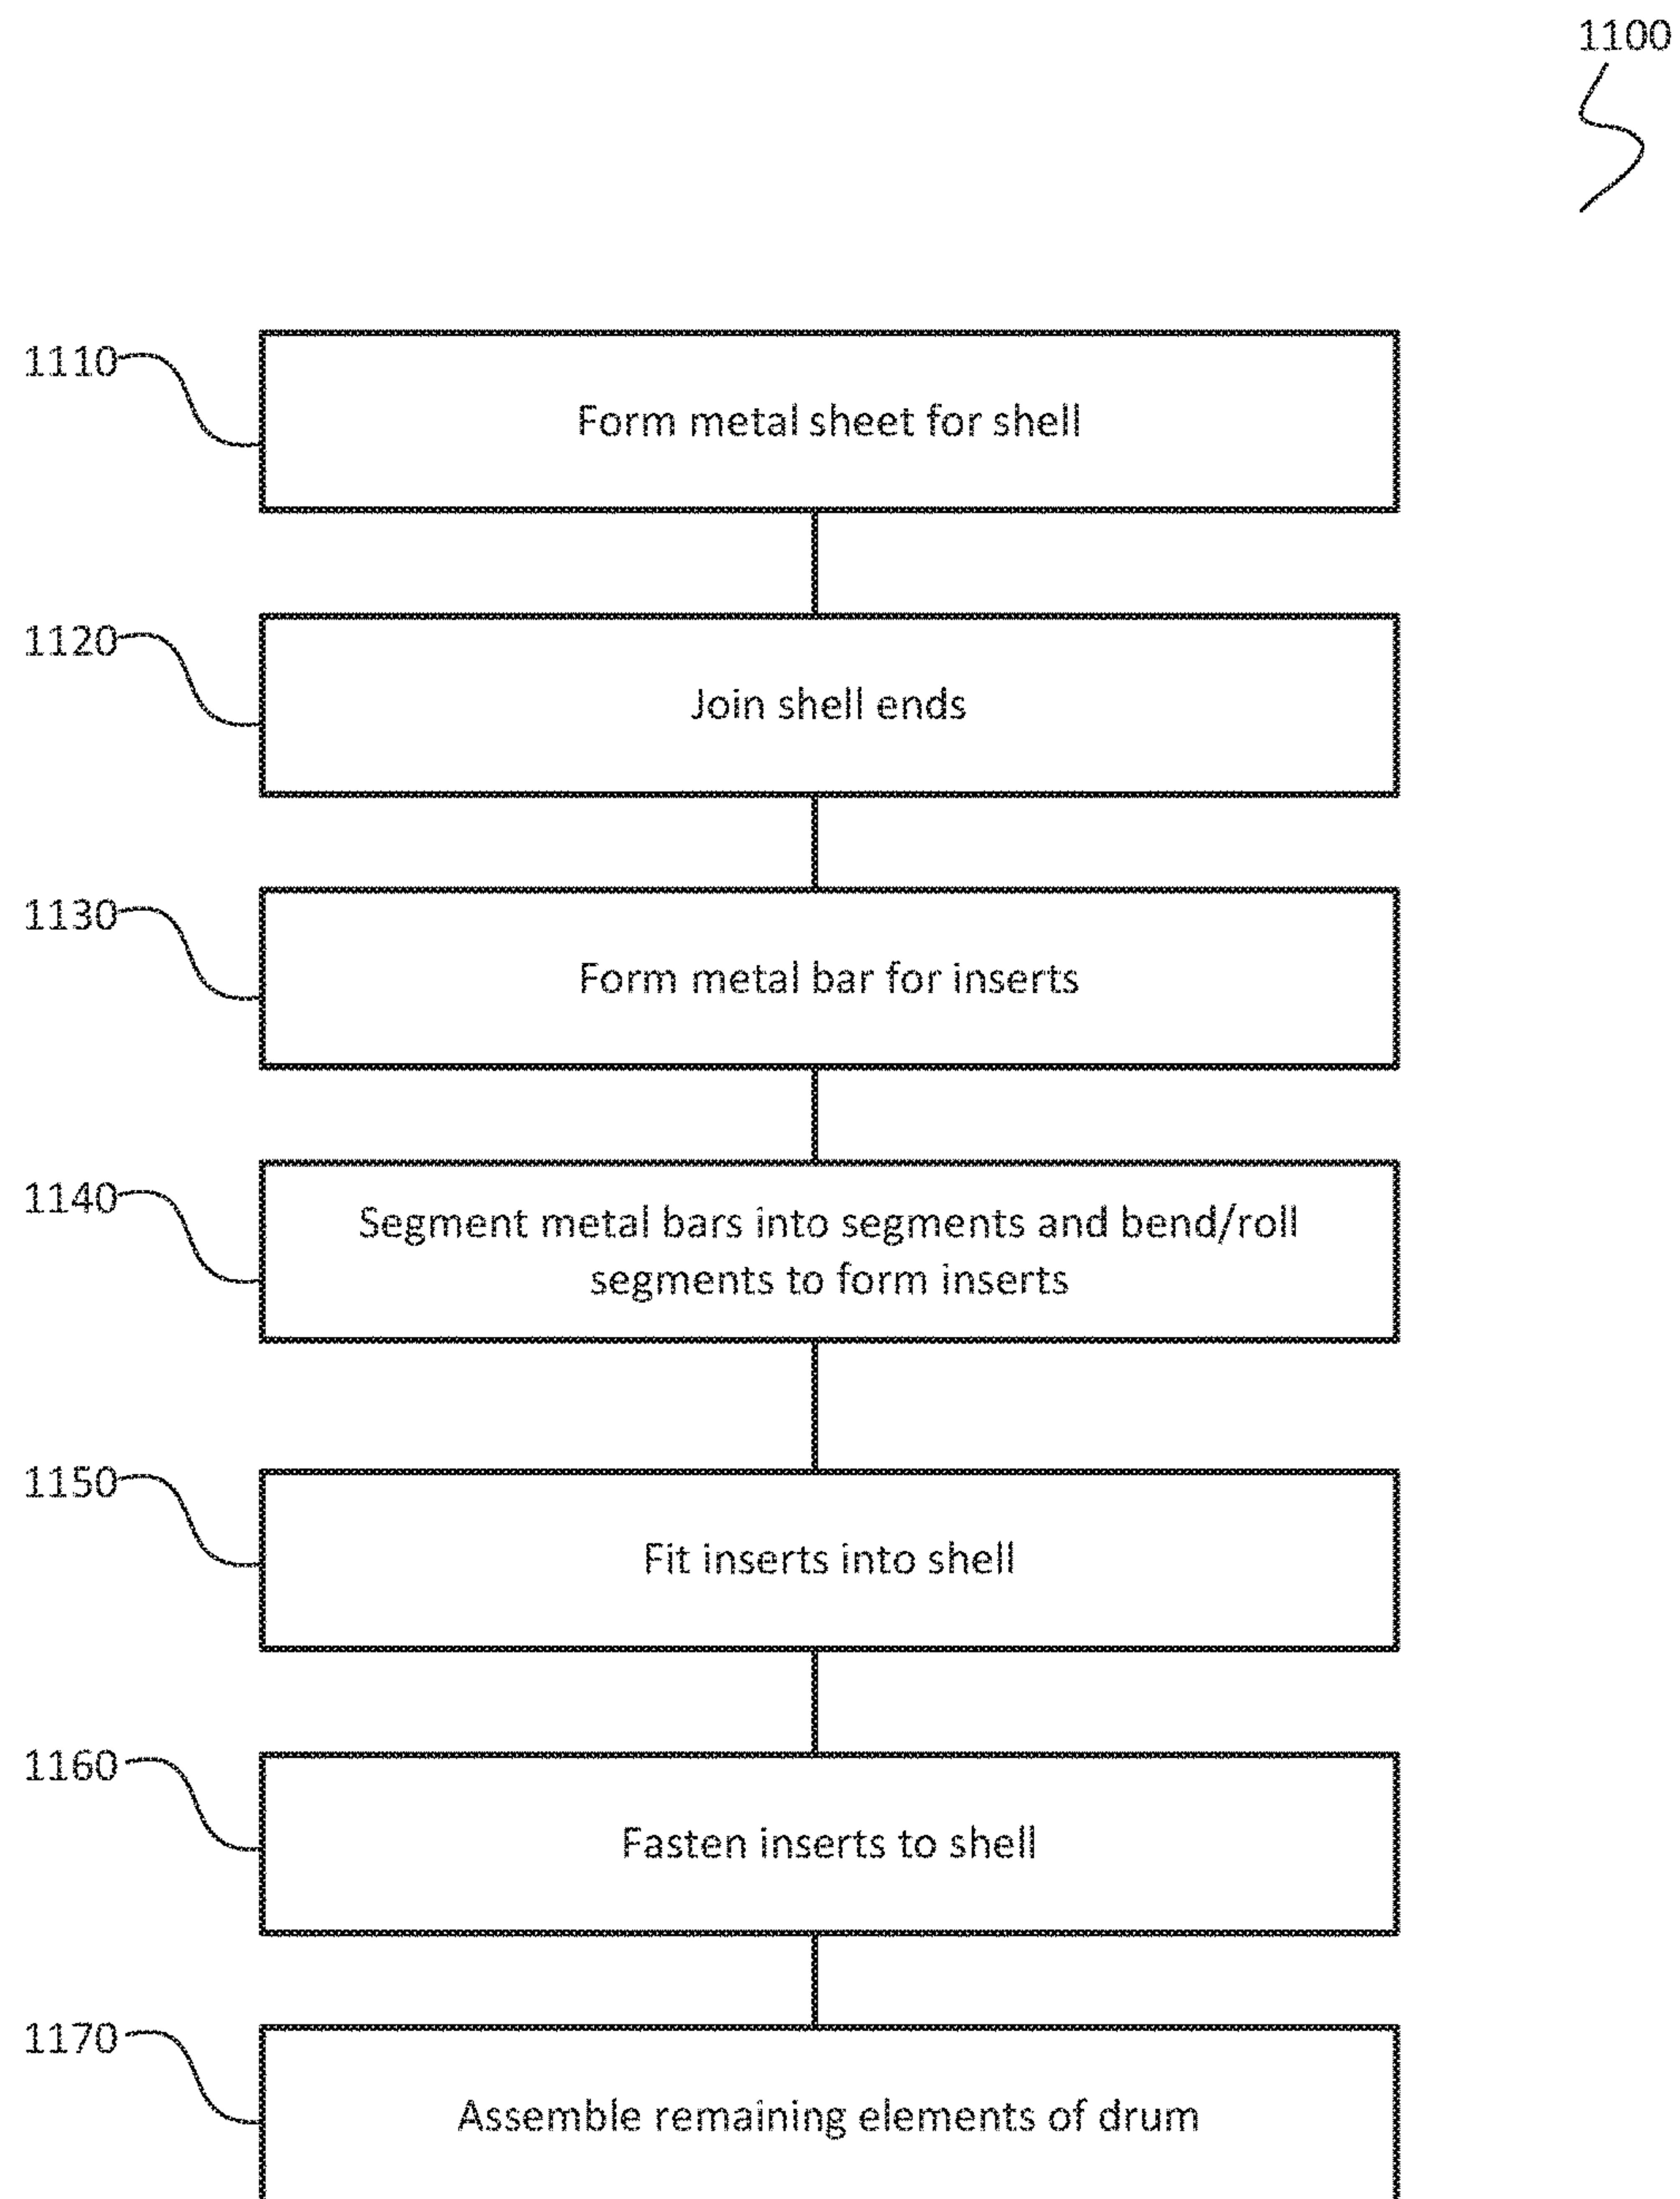 1100
1110
Form metal sheet for shell
1120
Join shell ends
1130
Form metal bar for inserts
1140
Segment metal bars into segments and bend/roll
segments to form inserts
1150
Fit inserts into shell
1160
Fasten inserts to shell
1170
Assemble remaining elements of drum